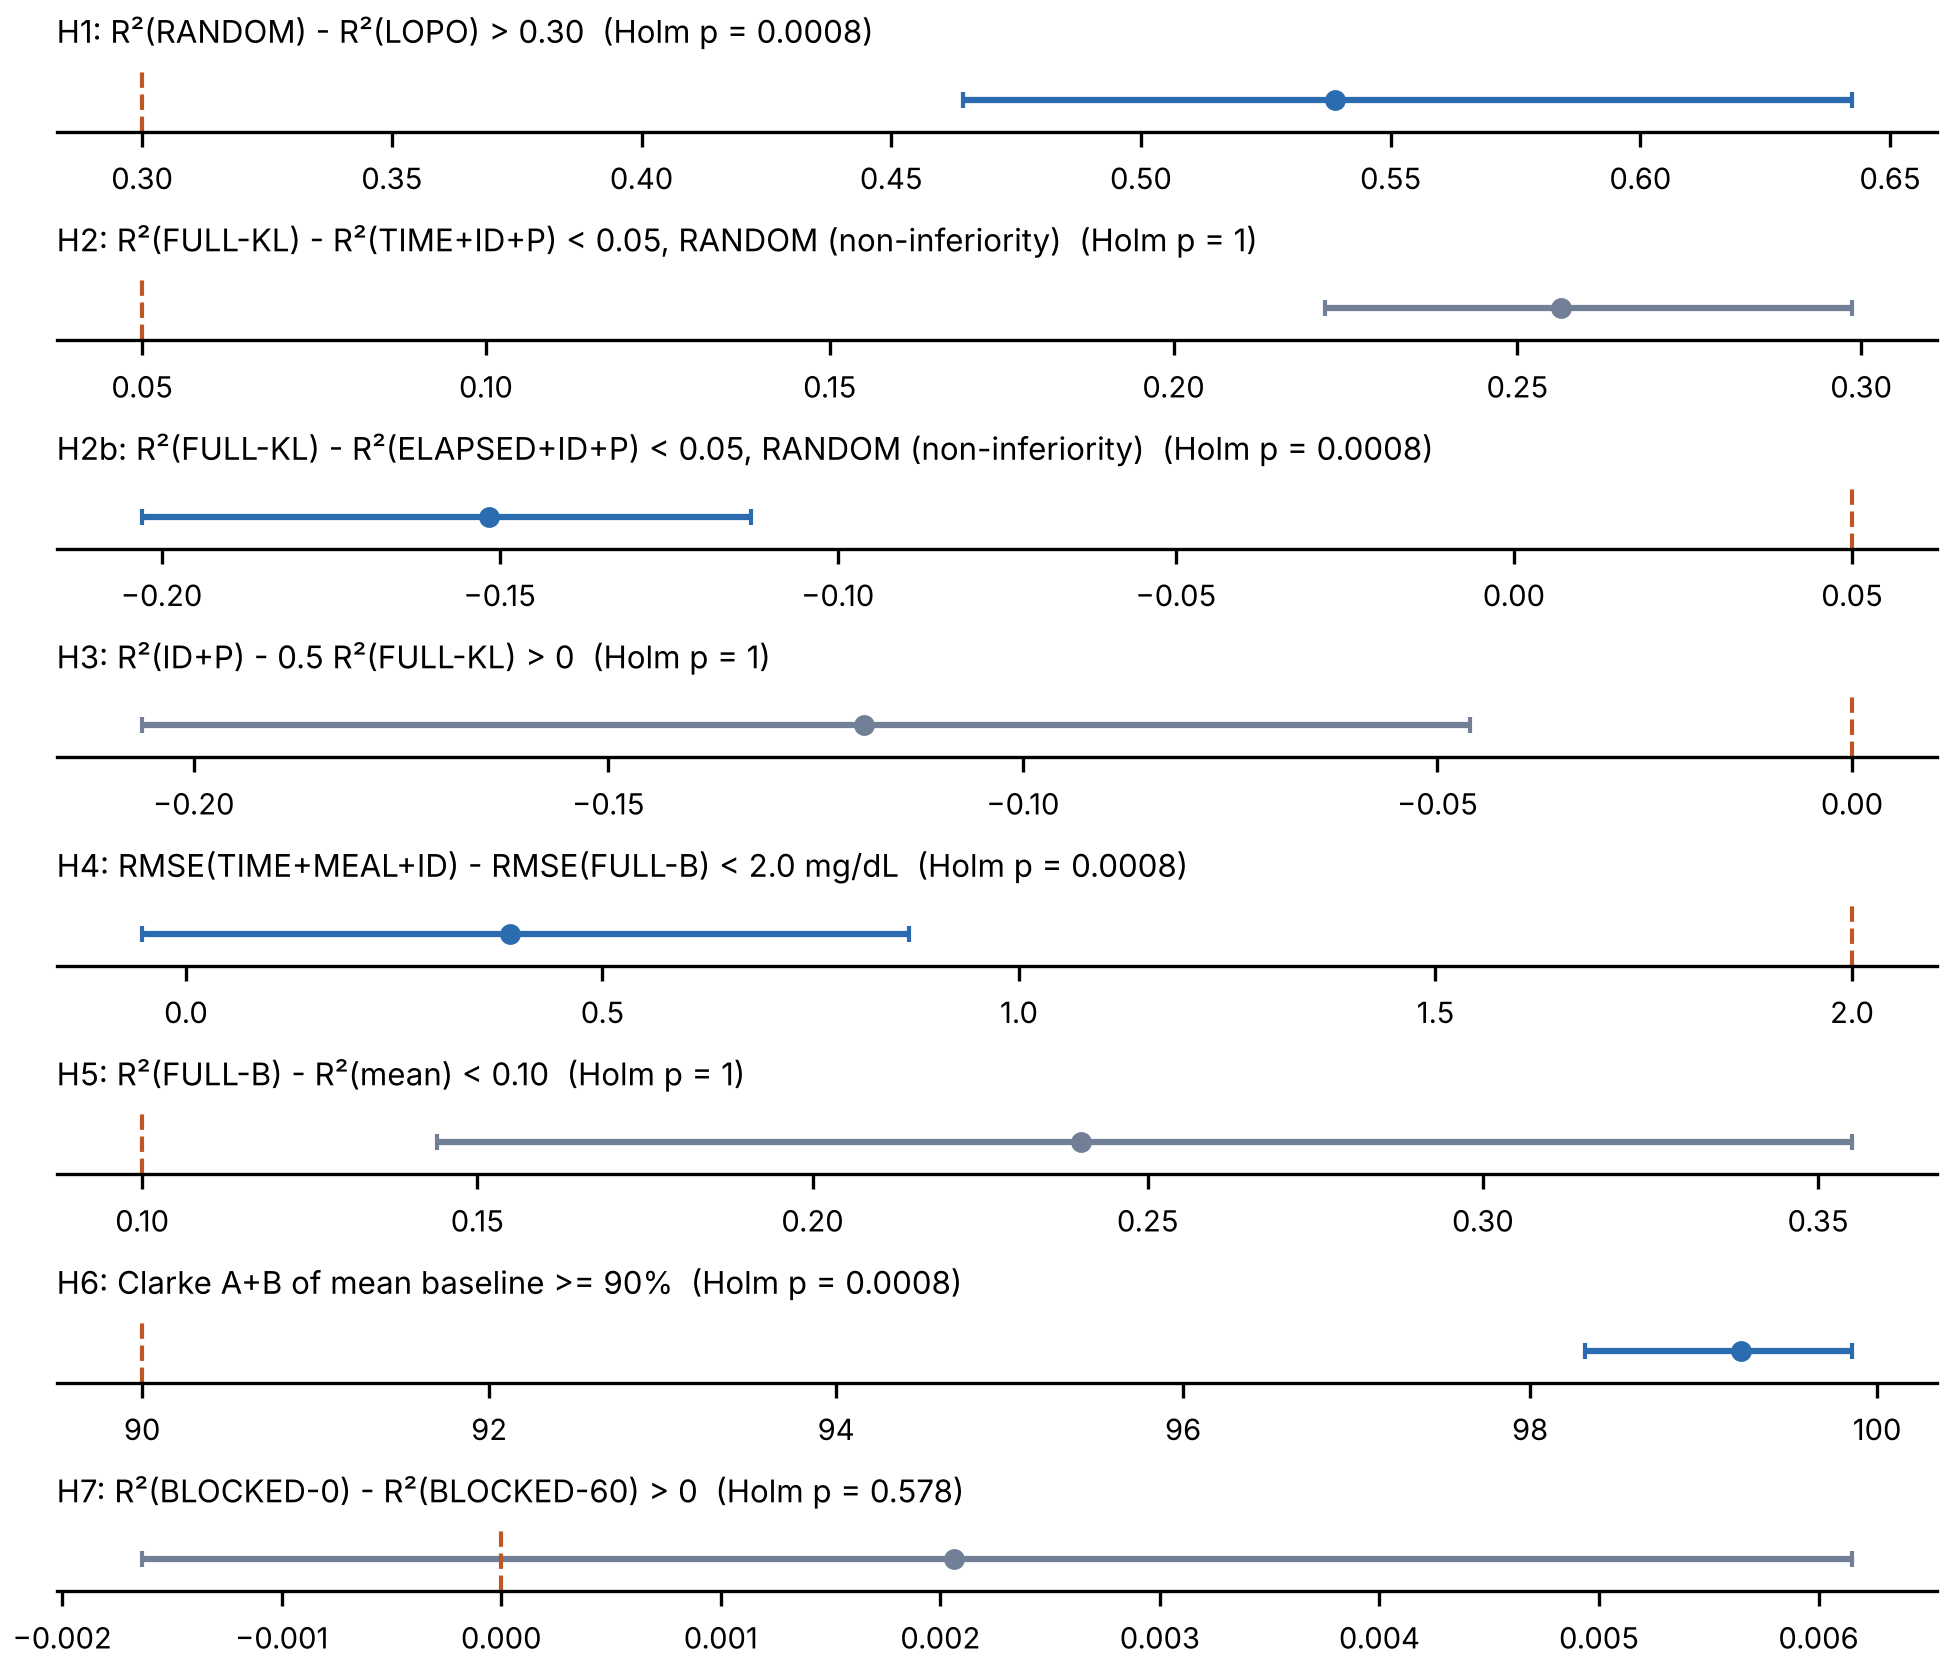 H1: R²(RANDOM) - R²(LOPO) > 0.30 (Holm p = 0.0008)
0.30 0.35 0.40 0.45 0.50 0.55 0.60 0.65
H2: R²(FULL-KL) - R²(TIME+ID+P) < 0.05, RANDOM (non-inferiority) (Holm p = 1)
0.05 0.10 0.15 0.20 0.25 0.30
H2b: R²(FULL-KL) - R²(ELAPSED+ID+P) < 0.05, RANDOM (non-inferiority) (Holm p = 0.0008)
−0.20 −0.15 −0.10 −0.05 0.00 0.05
H3: R²(ID+P) - 0.5 R²(FULL-KL) > 0 (Holm p = 1)
−0.20 −0.15 −0.10 −0.05 0.00
H4: RMSE(TIME+MEAL+ID) - RMSE(FULL-B) < 2.0 mg/dL (Holm p = 0.0008)
0.0 0.5 1.0 1.5 2.0
H5: R²(FULL-B) - R²(mean) < 0.10 (Holm p = 1)
0.10 0.15 0.20 0.25 0.30 0.35
H6: Clarke A+B of mean baseline >= 90% (Holm p = 0.0008)
90 92 94 96 98 100
H7: R²(BLOCKED-0) - R²(BLOCKED-60) > 0 (Holm p = 0.578)
−0.002 −0.001 0.000 0.001 0.002 0.003 0.004 0.005 0.006